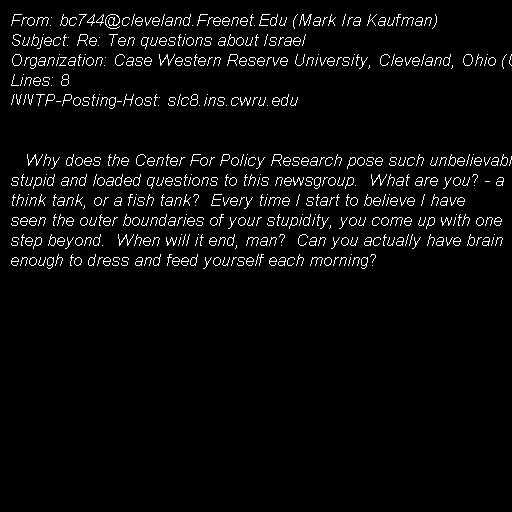 From: bc744@cleveland.Freenet.Edu (Mark Ira Kaufman)
Subject: Re: Ten questions about Israel
Organization: Case Western Reserve University, Cleveland, Ohio
Lines: 8
NNTP-Posting-Host: slc8.ins.cwru.edu
Why does the Center For Policy Research pose such
stupid and loaded questions to this newsgroup. What are you? - a
think tank, or a fish tank? Every time I start to believe I have
seen the outer boundaries of your stupidity, you come up with one
step beyond. When will it end, man? Can you actually have brain
enough to dress and feed yourself each morning?